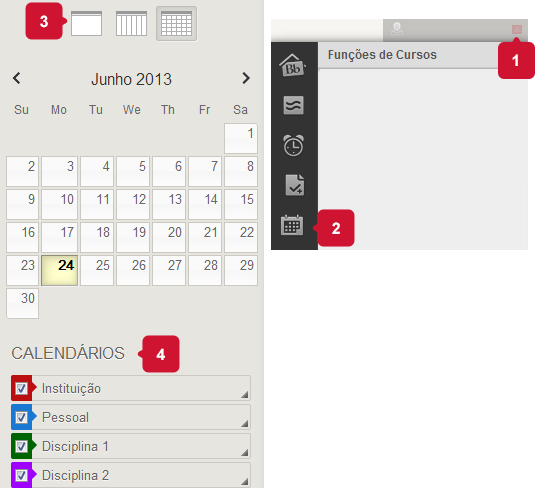 3
Junho 2013
Su Mo Tu We Th Fr Sa
1
2 3 4 5 6 7 8
9 10 11 12 13 14 15
16 17 18 19 20 21 22
23 24 25 26 27 28 29
30
CALENDÁRIOS 4
Instituição
Pessoal
Disciplina 1
Disciplina 2
1
Funções de Cursos
Bb
2